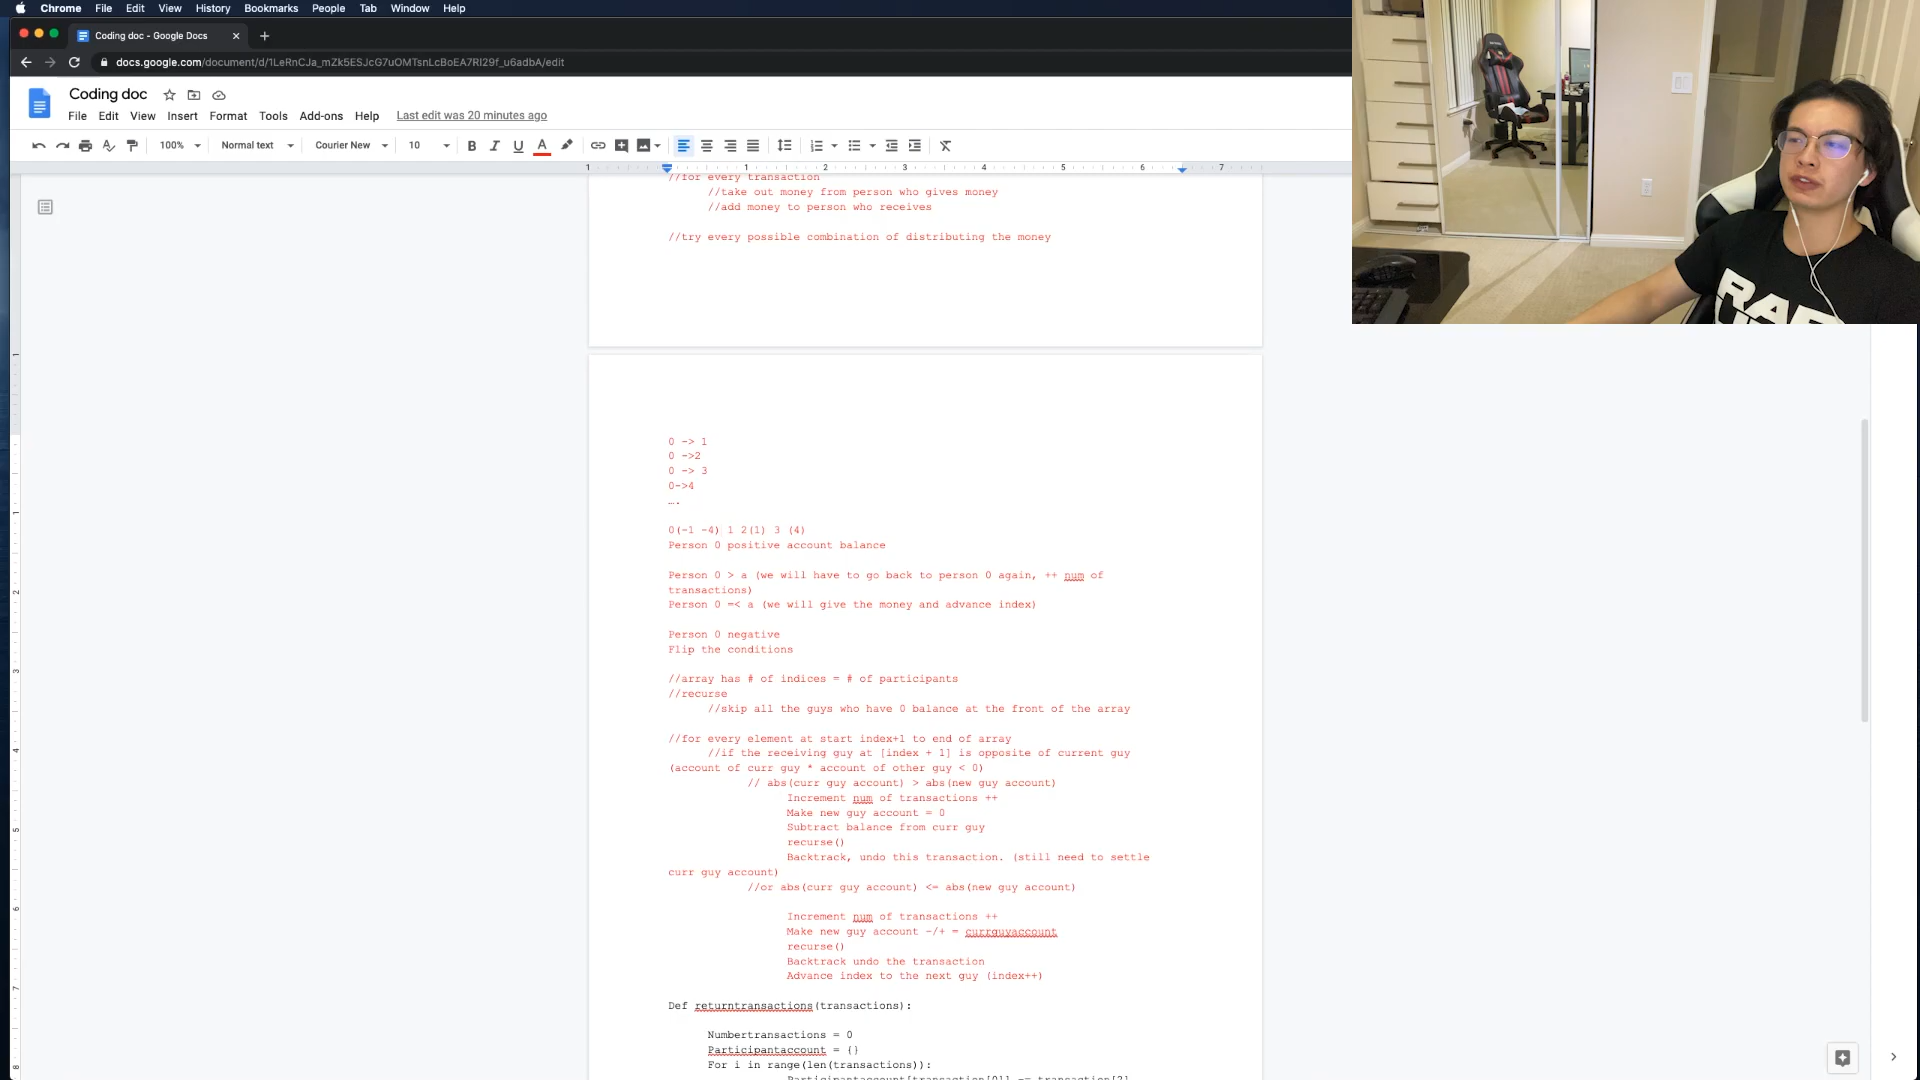 Chrome File Edit View History Bookmarks People Tab Window Help
Coding doc - Google Docs
docs.google.com/document/d/1LeRnCJa_mZk5ESJcG7uOMTsnLcBoEA7RI29f_u6adbA/edit
Coding doc
File Edit View Insert Format Tools Add-ons Help Last edit was 20 minutes ago
100% Normal text Courier New 10
1 1 2 3 4 5 6 7
//for every transaction
//take out money from person who gives money
//add money to person who receives
//try every possible combination of distributing the money
0 -> 1
0 ->2
0 -> 3
0->4
….
0(-1 -4) 1 2(1) 3 (4)
Person 0 positive account balance
Person 0 > a (we will have to go back to person 0 again, ++ num of
transactions)
Person 0 =< a (we will give the money and advance index)
Person 0 negative
Flip the conditions
//array has # of indices = # of participants
//recurse
//skip all the guys who have 0 balance at the front of the array
//for every element at start index+1 to end of array
//if the receiving guy at [index + 1] is opposite of current guy
(account of curr guy * account of other guy < 0)
// abs(curr guy account) > abs(new guy account)
Increment num of transactions ++
Make new guy account = 0
Subtract balance from curr guy
recurse()
Backtrack, undo this transaction. (still need to settle
curr guy account)
//or abs(curr guy account) <= abs(new guy account)
Increment num of transactions ++
Make new guy account -/+ = currguyaccount
recurse()
Backtrack undo the transaction
Advance index to the next guy (index++)
Def returntransactions(transactions):
Numbertransactions = 0
Participantaccount = {}
For i in range(len(transactions)):
Participantaccount[transaction[0]] -= transaction[2]